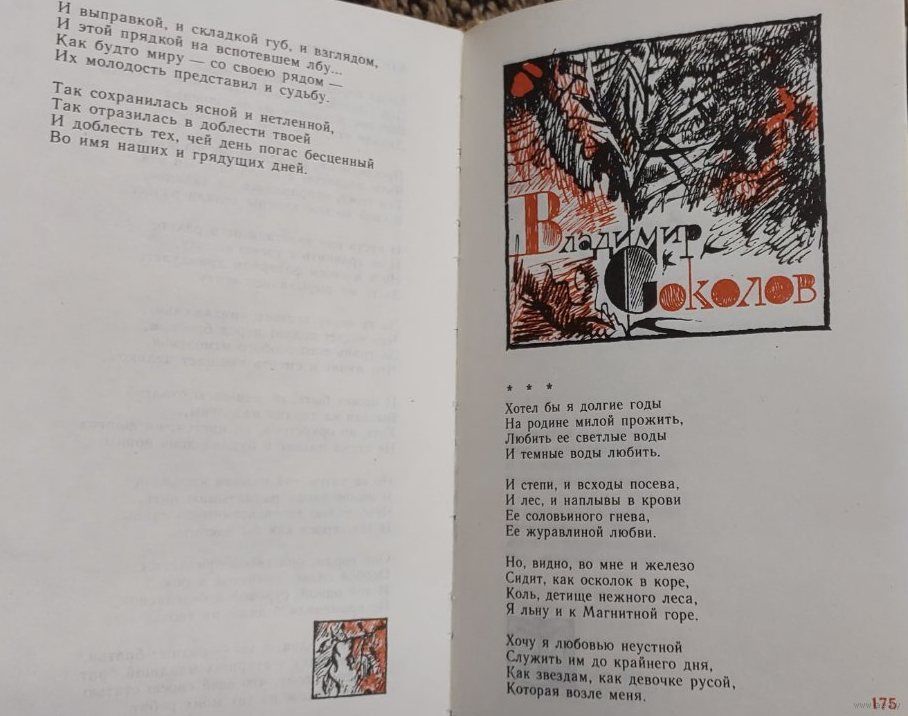 И выправкой, и складкой губ, и взглядом,
И этой прядкой на вспотевшем лбу...
Как будто миру — со своею рядом —
Их молодость представил и судьбу.
Так сохранилась ясной и нетленной,
Так отразилась в доблести твоей
И доблесть тех, чей день погас бесценный
Во имя наших и грядущих дней.
Владимир
Соколов
* * *
Хотел бы я долгие годы
На родине милой прожить,
Любить ее светлые воды
И темные воды любить.
И степи, и всходы посева,
И лес, и наплывы в крови
Ее соловьиного гнева,
Ее журавлиной любви.
Но, видно, во мне и железо
Сидит, как осколок в коре,
Коль, детище нежного леса,
Я льну и к Магнитной горе.
Хочу я любовью неустной
Служить им до крайнего дня,
Как звездам, как девочке русой,
Которая возле меня.
175